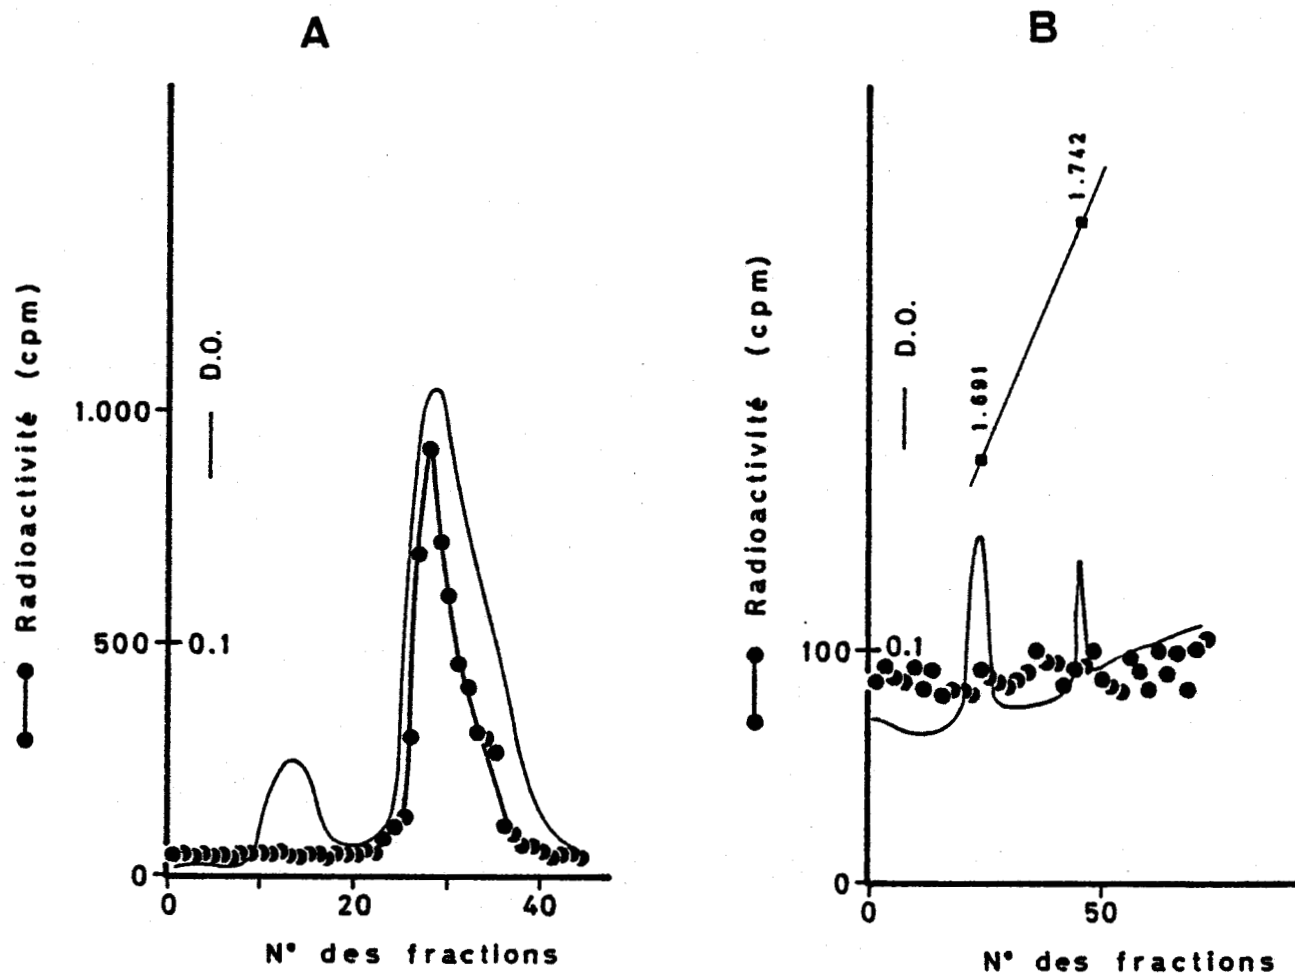 A
Radioactivité (cpm)
D.O.
1.000
500
0.1
0
0
20
40
N° des fractions
B
Radioactivité (cpm)
D.O.
1.691
1.742
100
0.1
0
0
50
N° des fractions